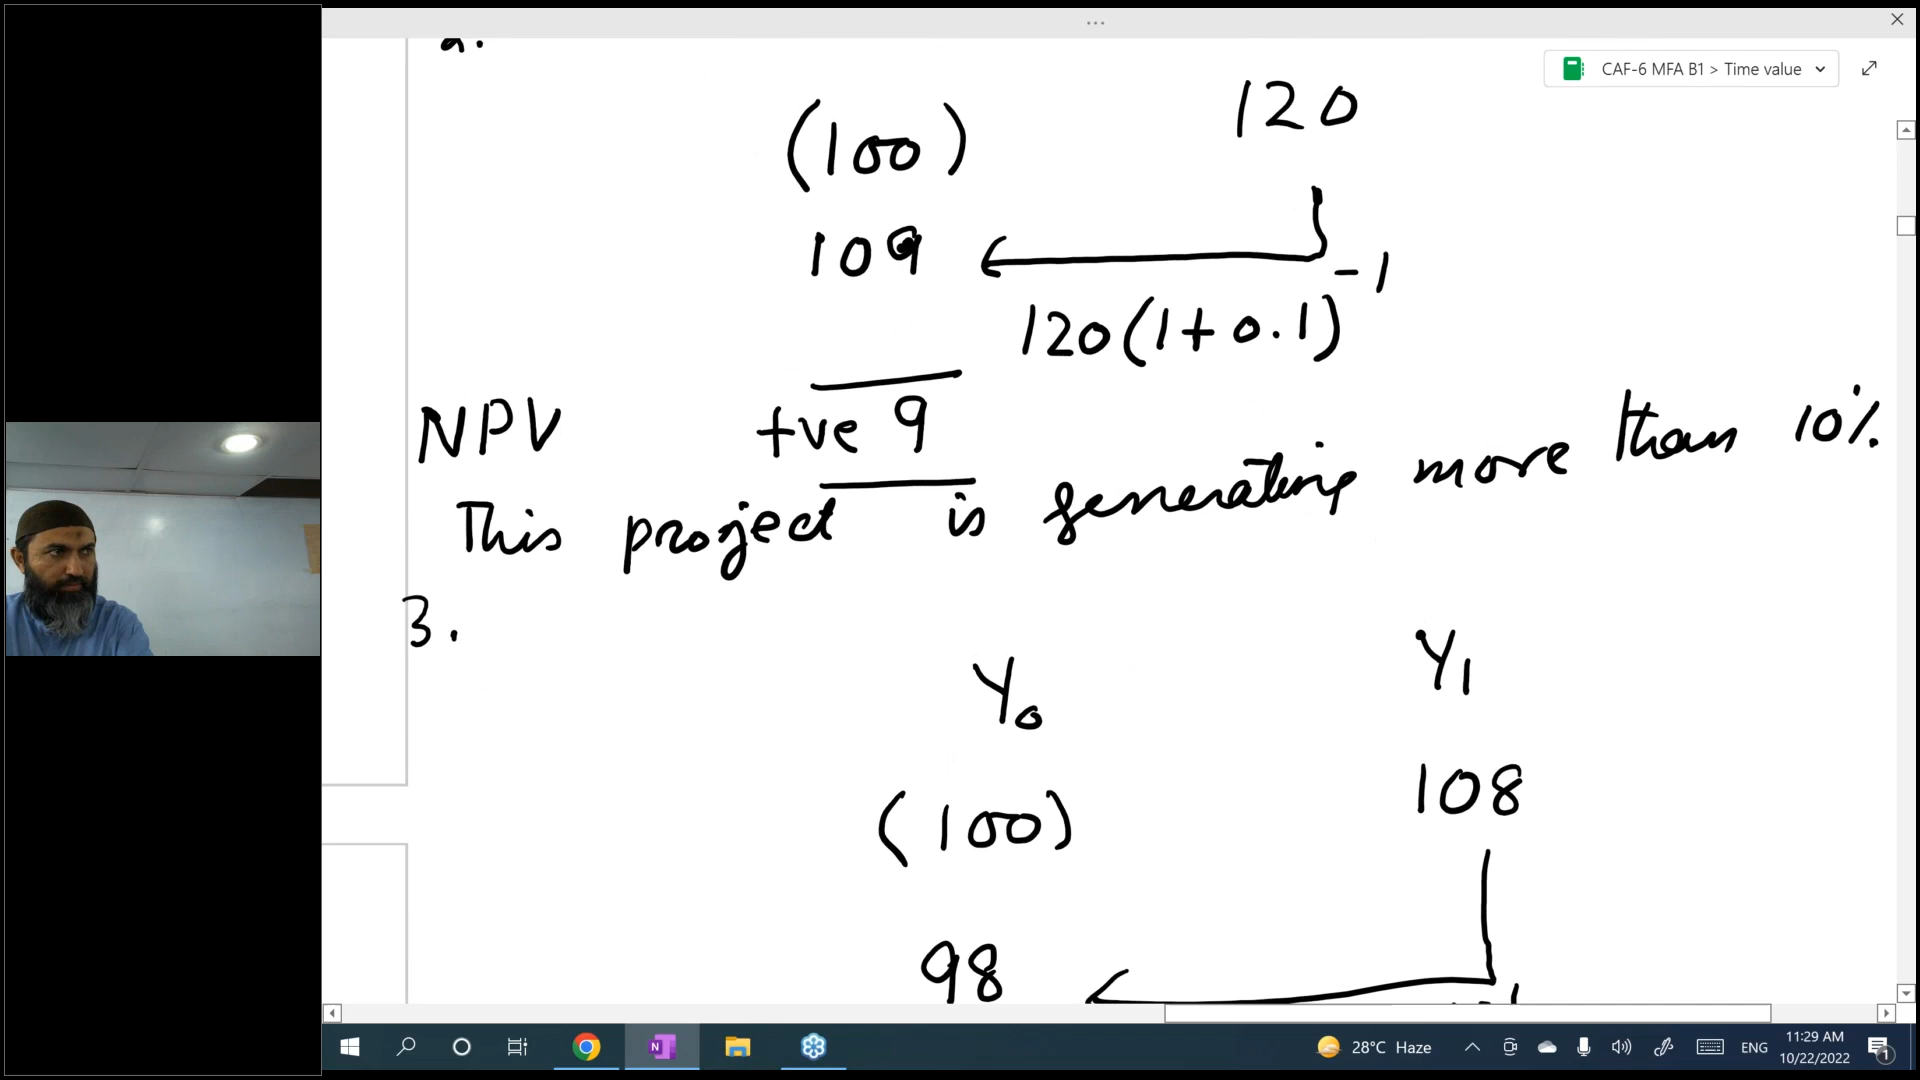 ...
CAF-6 MFA B1 > Time value
2.
(100) 120
109
120(1+0.1)⁻¹
NPV +ve 9
This project is generating more than 10%
3.
Y₀ Y₁
(100) 108
98
28°C Haze
ENG
11:29 AM
10/22/2022
1